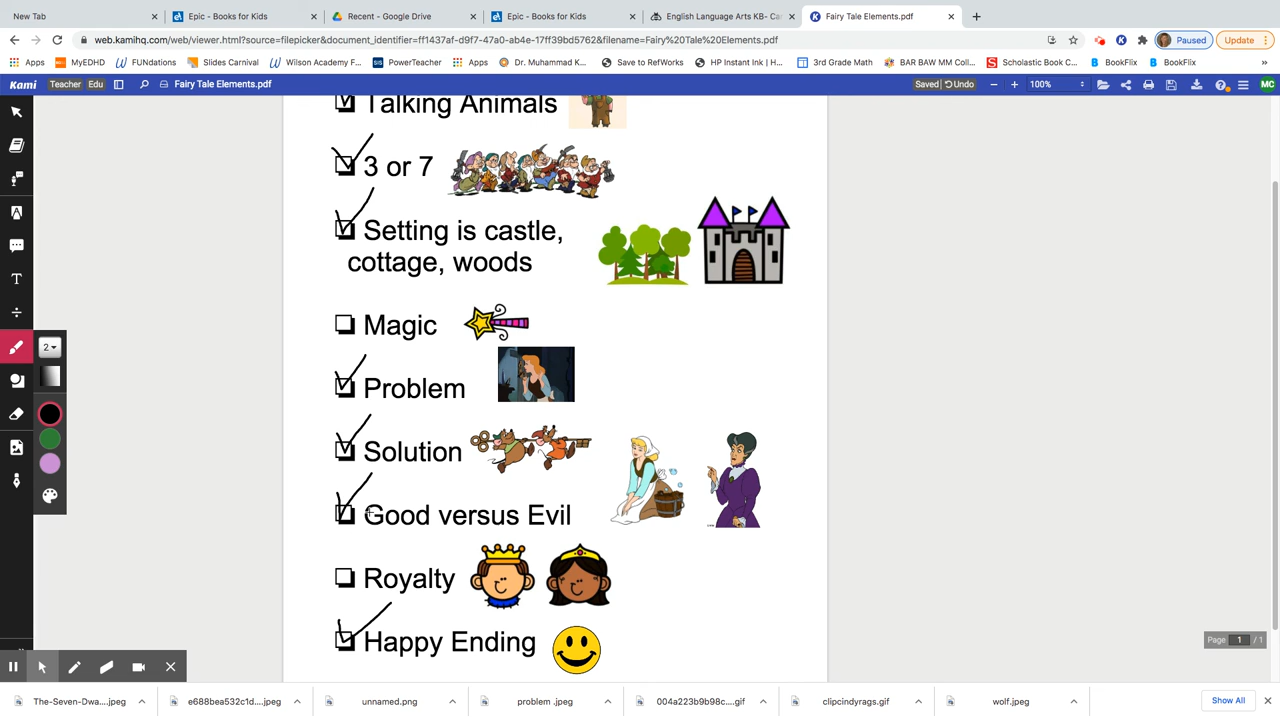 New Tab
Epic - Books for Kids
Recent - Google Drive
Epic - Books for Kids
English Language Arts KB- Ca
Fairy Tale Elements.pdf
web.kamihq.com/web/viewer.html?source=filepicker&document_identifier=ff1437af-d9f7-47a0-ab4e-17ff39bd5762&filename=Fairy%20Tale%20Elements.pdf
Paused
Update
Apps
MyEDHD
FUNdations
Slides Carnival
Wilson Academy F...
PowerTeacher
Apps
Dr. Muhammad K...
Save to RefWorks
HP Instant Ink | H...
3rd Grade Math
BAR BAW MM Coll...
Scholastic Book C...
BookFlix
BookFlix
Kami
Teacher
Edu
Fairy Tale Elements.pdf
Saved
Undo
100%
MC
Talking Animals
3 or 7
Setting is castle,
cottage, woods
Magic
Problem
Solution
Good versus Evil
Royalty
Happy Ending
2
Page 1 / 1
The-Seven-Dwa....jpeg
e688bea532c1d....jpeg
unnamed.png
problem .jpeg
004a223b9b98c....gif
clipcindyrags.gif
wolf.jpeg
Show All